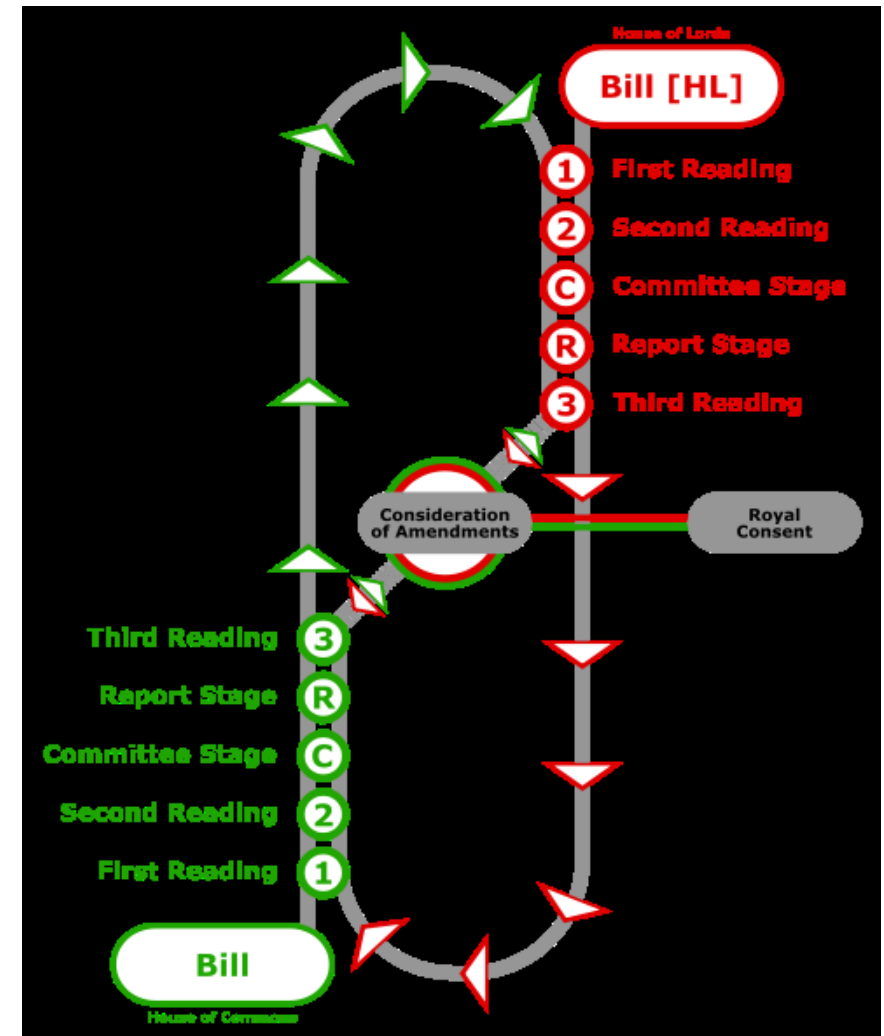 House of Lords
Bill [HL]
1 First Reading
2 Second Reading
C Committee Stage
R Report Stage
3 Third Reading
Consideration
of Amendments
Royal
Consent
Third Reading 3
Report Stage R
Committee Stage C
Second Reading 2
First Reading 1
Bill
House of Commons